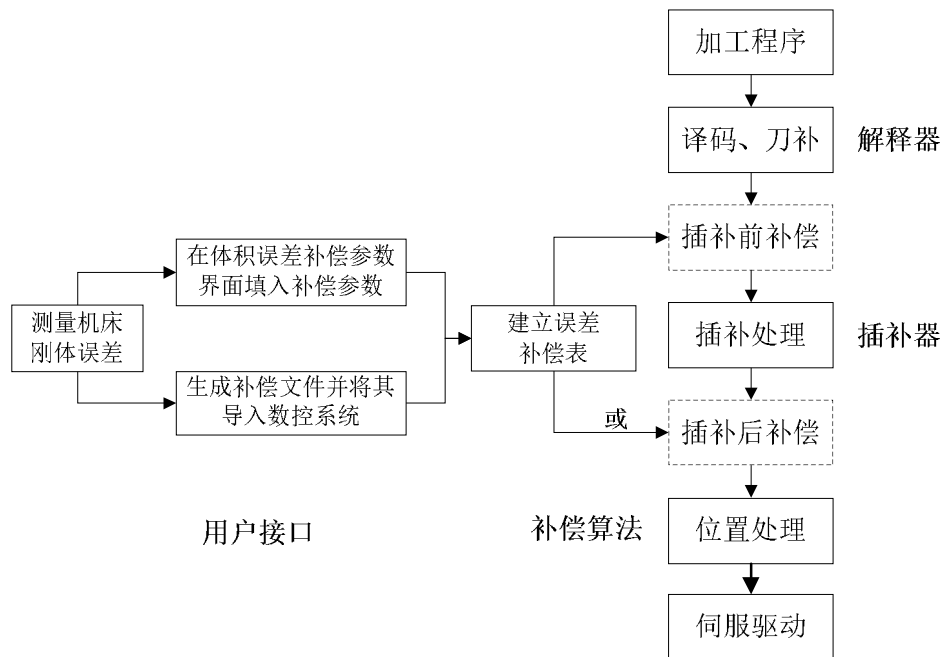 加工程序
译码、刀补
解释器
插补前补偿
在体积误差补偿参数
界面填入补偿参数
测量机床
刚体误差
建立误差
补偿表
插补处理
插补器
生成补偿文件并将其
导入数控系统
或
插补后补偿
用户接口
补偿算法
位置处理
伺服驱动